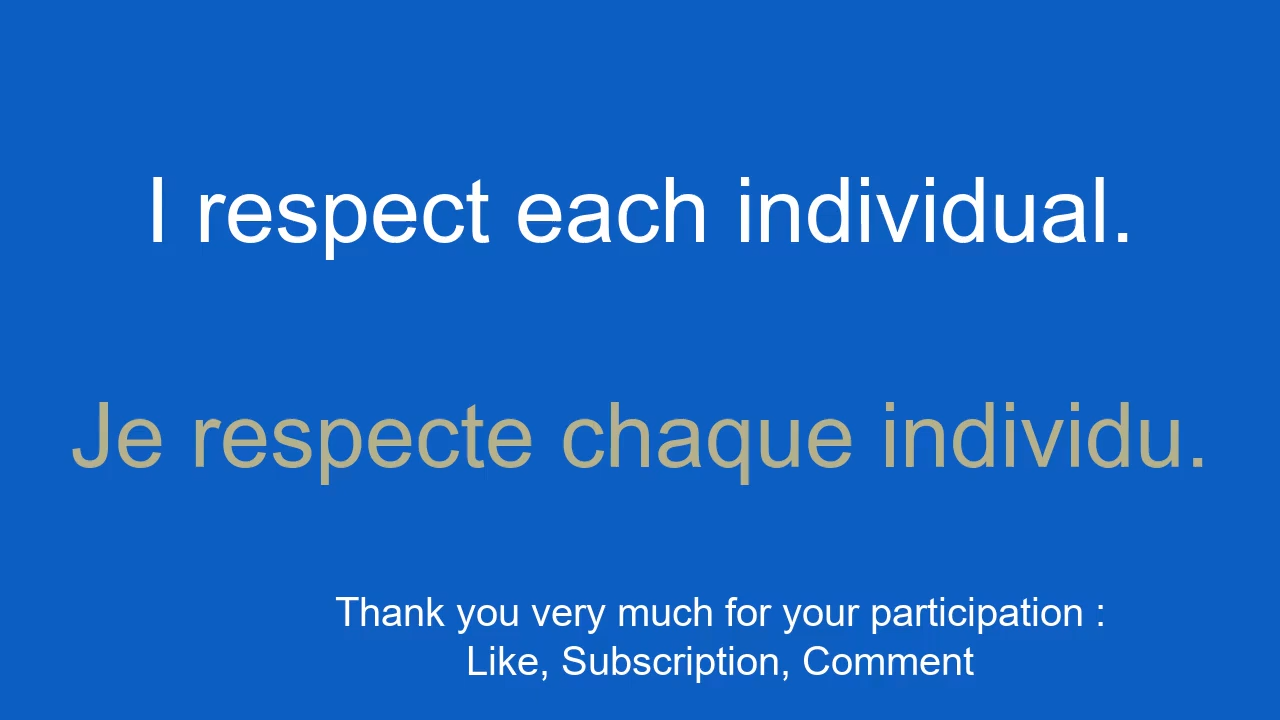 I respect each individual.
Je respecte chaque individu.
Thank you very much for your participation :
Like, Subscription, Comment